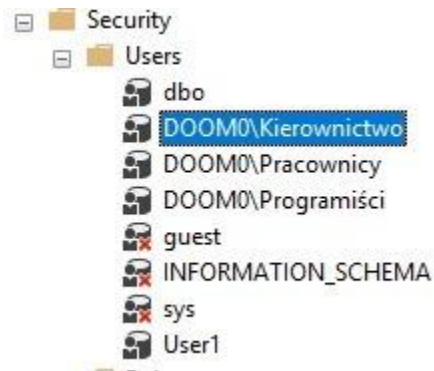 Security
Users
dbo
DOOM0\Kierownictwo
DOOM0\Pracownicy
DOOM0\Programiści
guest
INFORMATION_SCHEMA
sys
User1